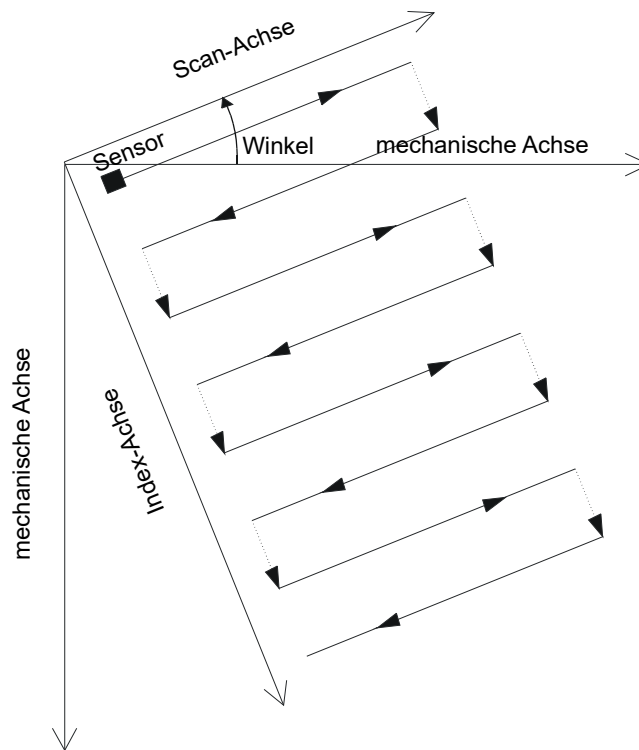 Scan-Achse
Sensor
Winkel
mechanische Achse
mechanische Achse
Index-Achse